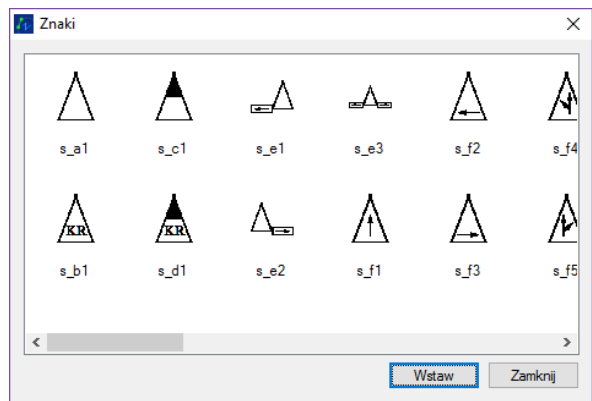 Znaki
s_a1 s_c1 s_e1 s_e3 s_f2 s_f4
KR KR
s_b1 s_d1 s_e2 s_f1 s_f3 s_f5
Wstaw Zamknij